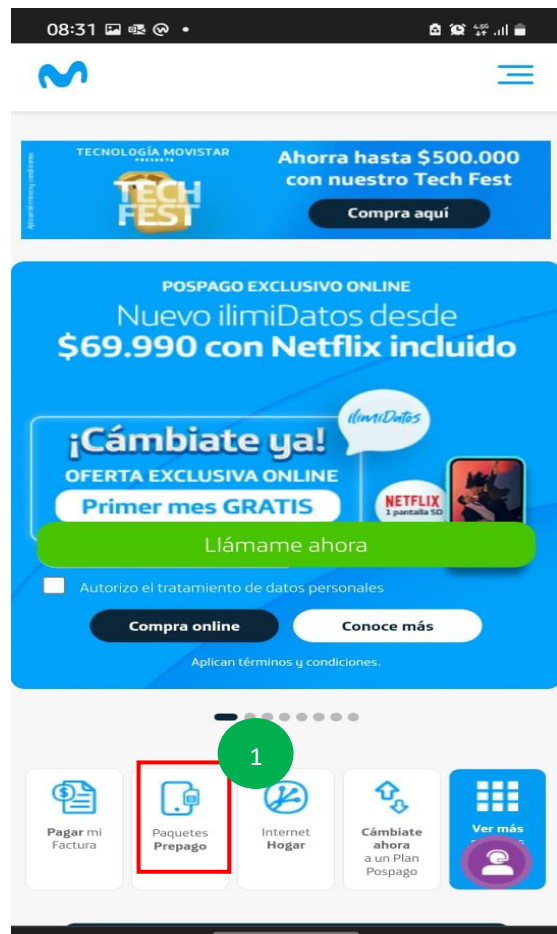 08:31
4.5G
TECNOLOGÍA MOVISTAR
PRESENTA
TECH
FEST
Ahorra hasta $500.000
con nuestro Tech Fest
Compra aquí
POSPAGO EXCLUSIVO ONLINE
Nuevo ilimiDatos desde
$69.990 con Netflix incluido
ilimiDatos
¡Cámbiate ya!
OFERTA EXCLUSIVA ONLINE
Primer mes GRATIS
NETFLIX
1 pantalla SD
Llámame ahora
Autorizo el tratamiento de datos personales
Compra online
Conoce más
Aplican términos y condiciones.
1
Pagar mi
Factura
Paquetes
Prepago
Internet
Hogar
Cámbiate
ahora
a un Plan
Pospago
Ver más